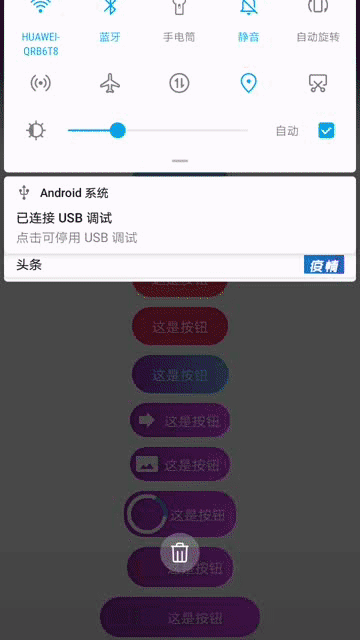 HUAWEI-
QRB6T8
蓝牙
手电筒
静音
自动旋转
自动
Android 系统
已连接 USB 调试
点击可停用 USB 调试
头条
疫情
这是按钮
这是按钮
这是按钮
这是按钮
这是按钮
这是按钮
这是按钮
这是按钮